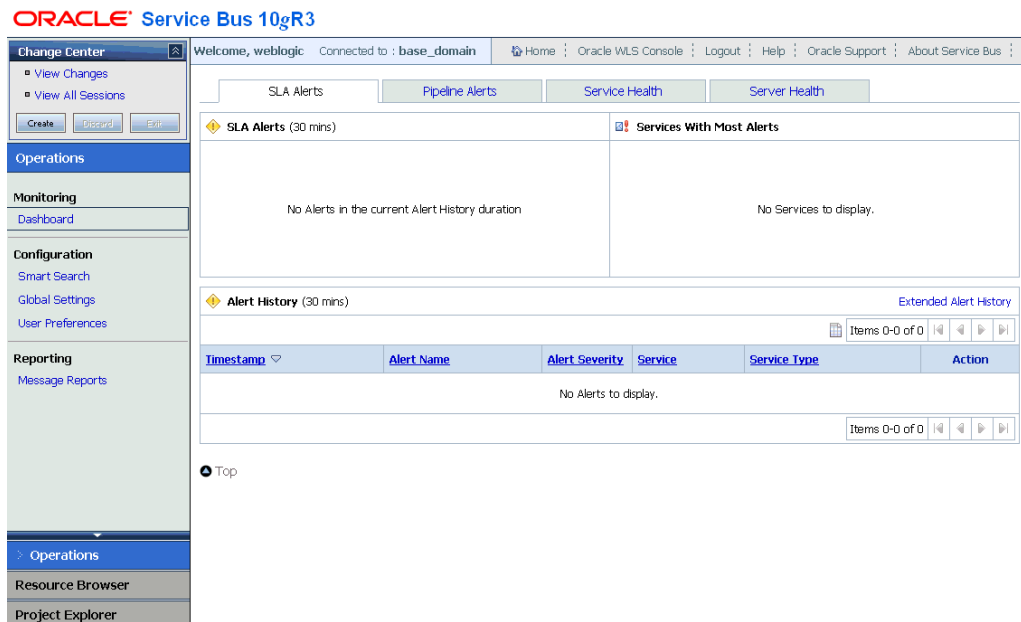 ORACLE Service Bus 10gR3
Change Center
View Changes
View All Sessions
Create Discard Exit
Operations
Monitoring
Dashboard
Configuration
Smart Search
Global Settings
User Preferences
Reporting
Message Reports
Operations
Resource Browser
Project Explorer
Welcome, weblogic Connected to : base_domain Home Oracle WLS Console Logout Help Oracle Support About Service Bus
SLA Alerts Pipeline Alerts Service Health Server Health
SLA Alerts (30 mins)
No Alerts in the current Alert History duration
Services With Most Alerts
No Services to display.
Alert History (30 mins) Extended Alert History
Items 0-0 of 0
Timestamp Alert Name Alert Severity Service Service Type Action
No Alerts to display.
Items 0-0 of 0
Top